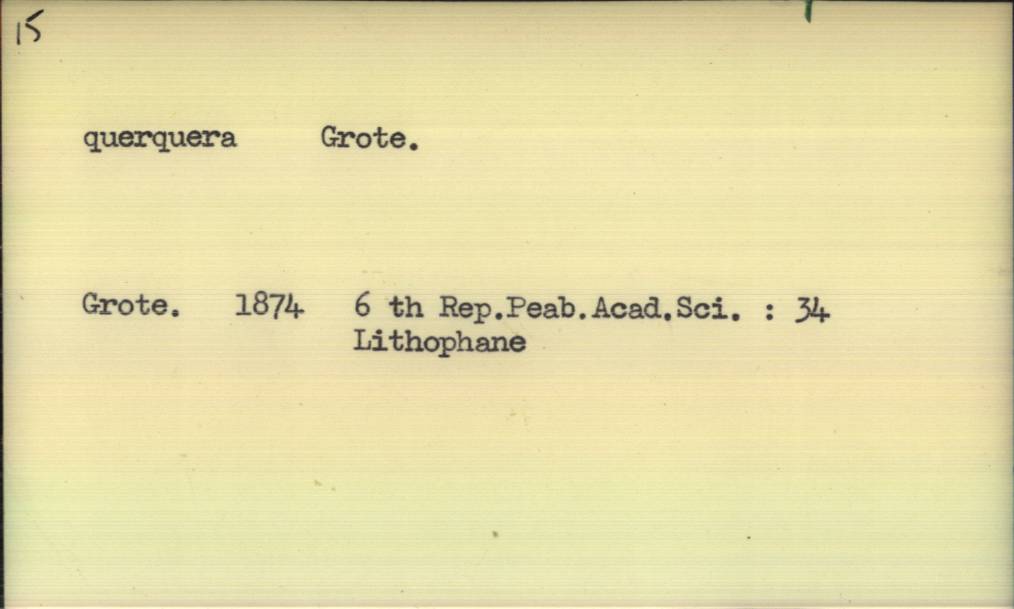 15
querquera Grote.
Grote. 1874 6 th Rep.Peab.Acad.Sci. : 34
Lithophane